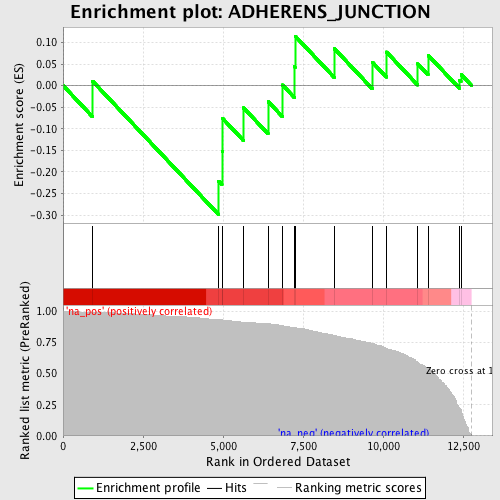 Enrichment plot: ADHERENS_JUNCTION
Enrichment score (ES)
0.10
0.05
0.00
-0.05
-0.10
-0.15
-0.20
-0.25
-0.30
'na_pos' (positively correlated)
Ranked list metric (PreRanked)
1.00
0.75
0.50
0.25
0.00
Zero cross at 1
'na_neg' (negatively correlated)
0
2,500
5,000
7,500
10,000
12,500
Rank in Ordered Dataset
Enrichment profile
Hits
Ranking metric scores